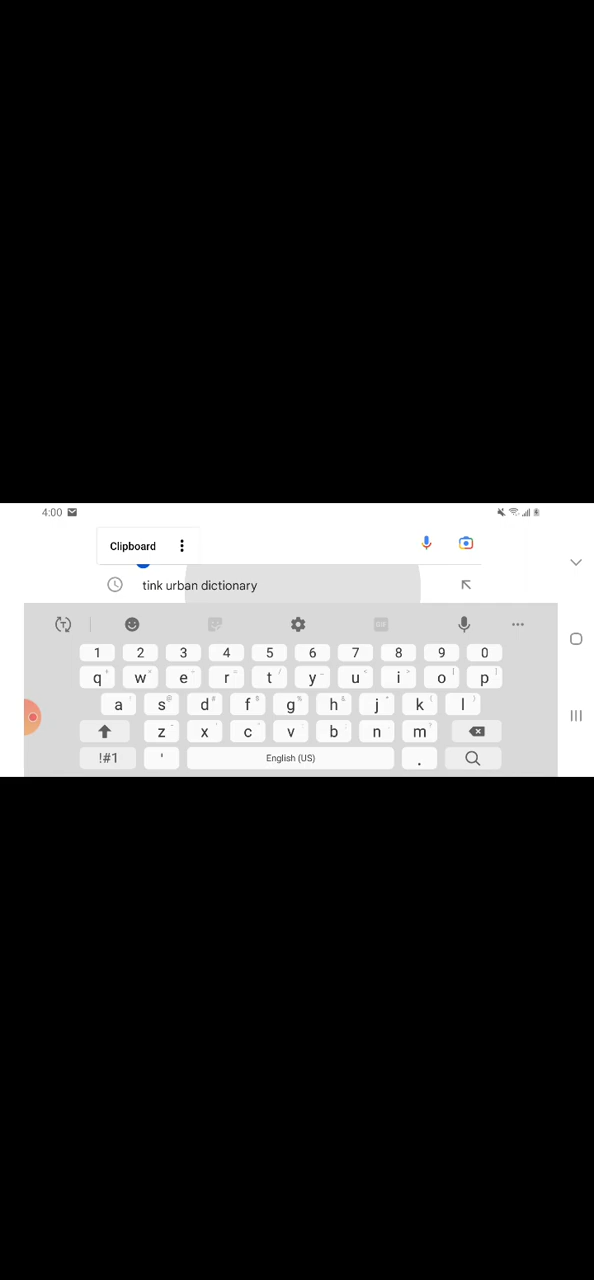 4:00
Clipboard
tink urban dictionary
GIF
1 2 3 4 5 6 7 8 9 0
q w e r t y u i o p
a s d f g h j k l
z x c v b n m
!#1 ' English (US) .